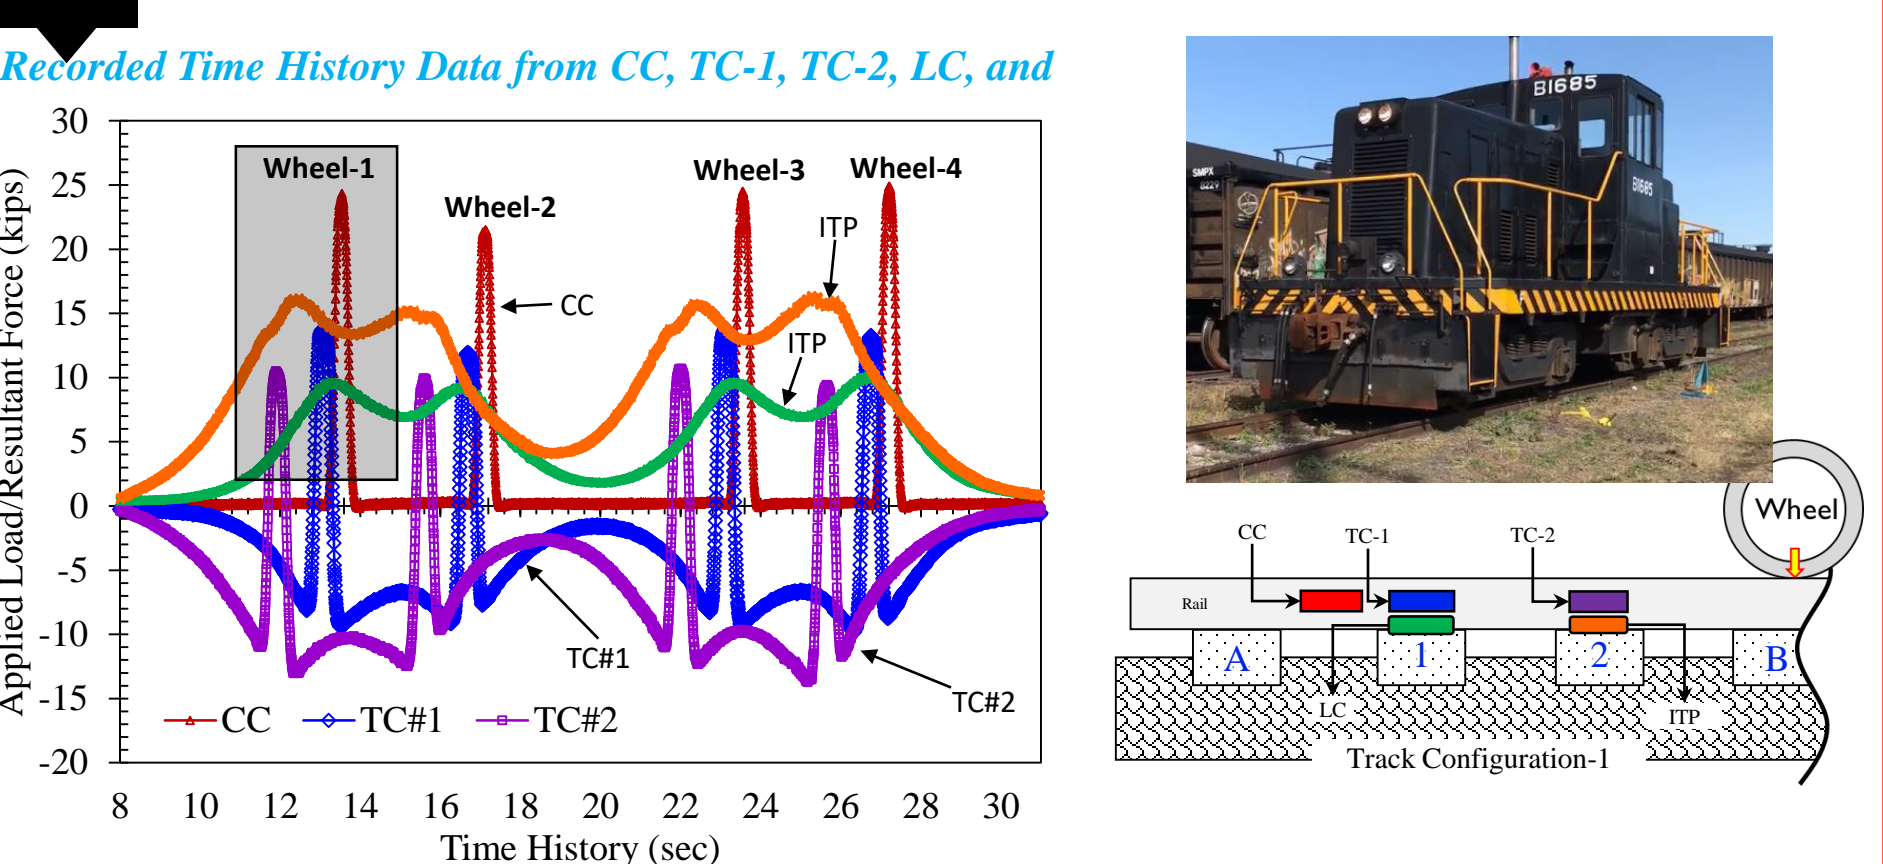 Recorded Time History Data from CC, TC-1, TC-2, LC, and
Applied Load/Resultant Force (kips)
30
25
20
15
10
5
0
-5
-10
-15
-20
Wheel-1
Wheel-2
Wheel-3
Wheel-4
ITP
CC
ITP
TC#1
TC#2
CC
TC#1
TC#2
8 10 12 14 16 18 20 22 24 26 28 30
Time History (sec)
B1685
SMPX
8229
B1685
Wheel
CC
TC-1
TC-2
Rail
A
1
2
B
LC
ITP
Track Configuration-1